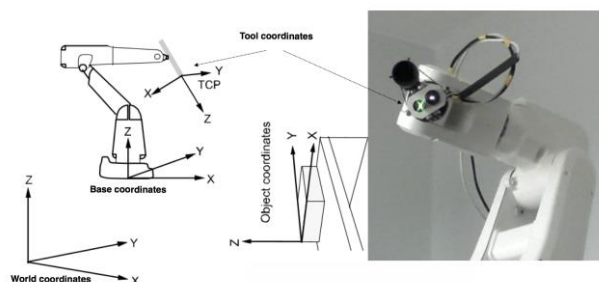 Tool coordinates
Y
TCP
X
Z
Z
Y
Base coordinates
X
Z
Y
X
World coordinates
Object coordinates
Y
X
Z